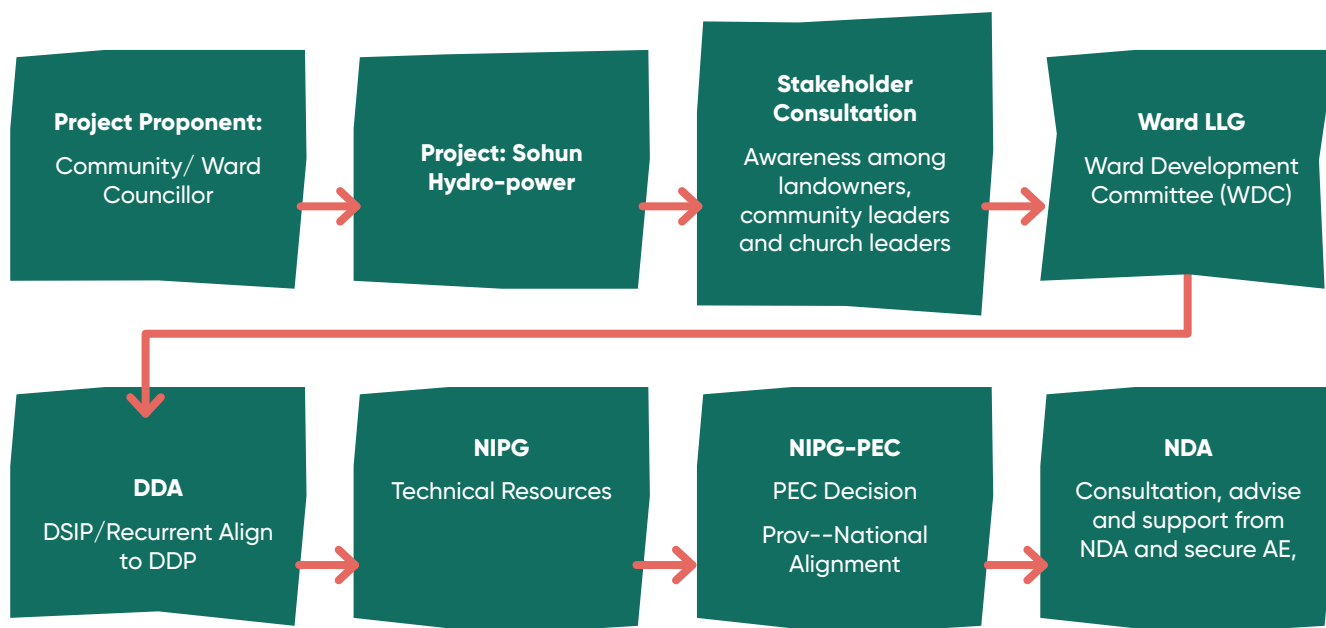 Project Proponent:
Community/ Ward
Councillor
Project: Sohun
Hydro-power
Stakeholder
Consultation
Awareness among
landowners,
community leaders
and church leaders
Ward LLG
Ward Development
Committee (WDC)
DDA
DSIP/Recurrent Align
to DDP
NIPG
Technical Resources
NIPG-PEC
PEC Decision
Prov--National
Alignment
NDA
Consultation, advise
and support from
NDA and secure AE,